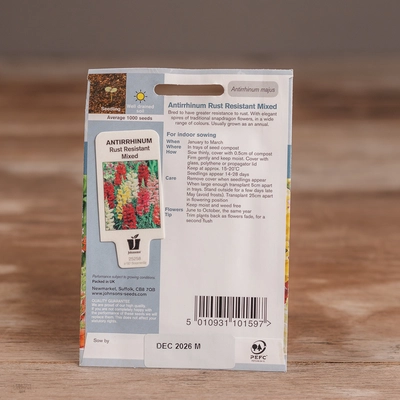 Antirrhinum majus
Well drained
soil
Average 1000 seeds
Antirrhinum Rust Resistant Mixed
Bred to have greater resistance to rust. With elegant
spires of traditional snapdragon flowers, in a wide
range of colours. Usually grown as an annual.
ANTIRRHINUM
Rust Resistant
Mixed
For indoor sowing
When January to March
Where In trays of seed compost
How Sow thinly, cover with 0.5cm of compost
Firm gently and keep moist. Cover with
glass, polythene or propagator lid
Keep at approx. 15-20°C
Seedlings appear 14-28 days
Care Remove cover when seedlings appear
When large enough transplant 5cm apart
in trays. Stand outside for a few days late
May (avoid frosts). Transplant 25cm apart
in flowering position
Keep moist and weed free
Flowers June to October, the same year
Tip Trim plants back as flowers fade, for a
second flush
Packed in UK
Newmarket, Suffolk, CB8 7QB
www.johnsons-seeds.com
QUALITY GUARANTEE
5 010931 101597 >
Sow by
DEC 2026 M
PEFC